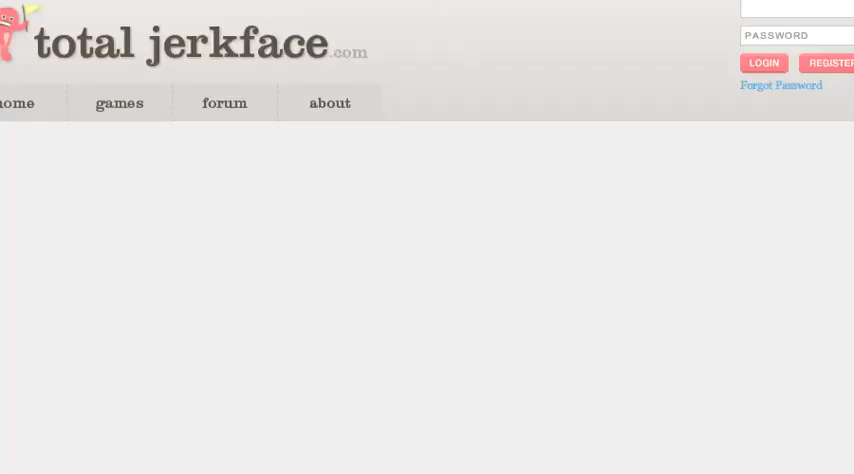 total jerkface.com
PASSWORD
LOGIN REGISTER
Forgot Password
home games forum about